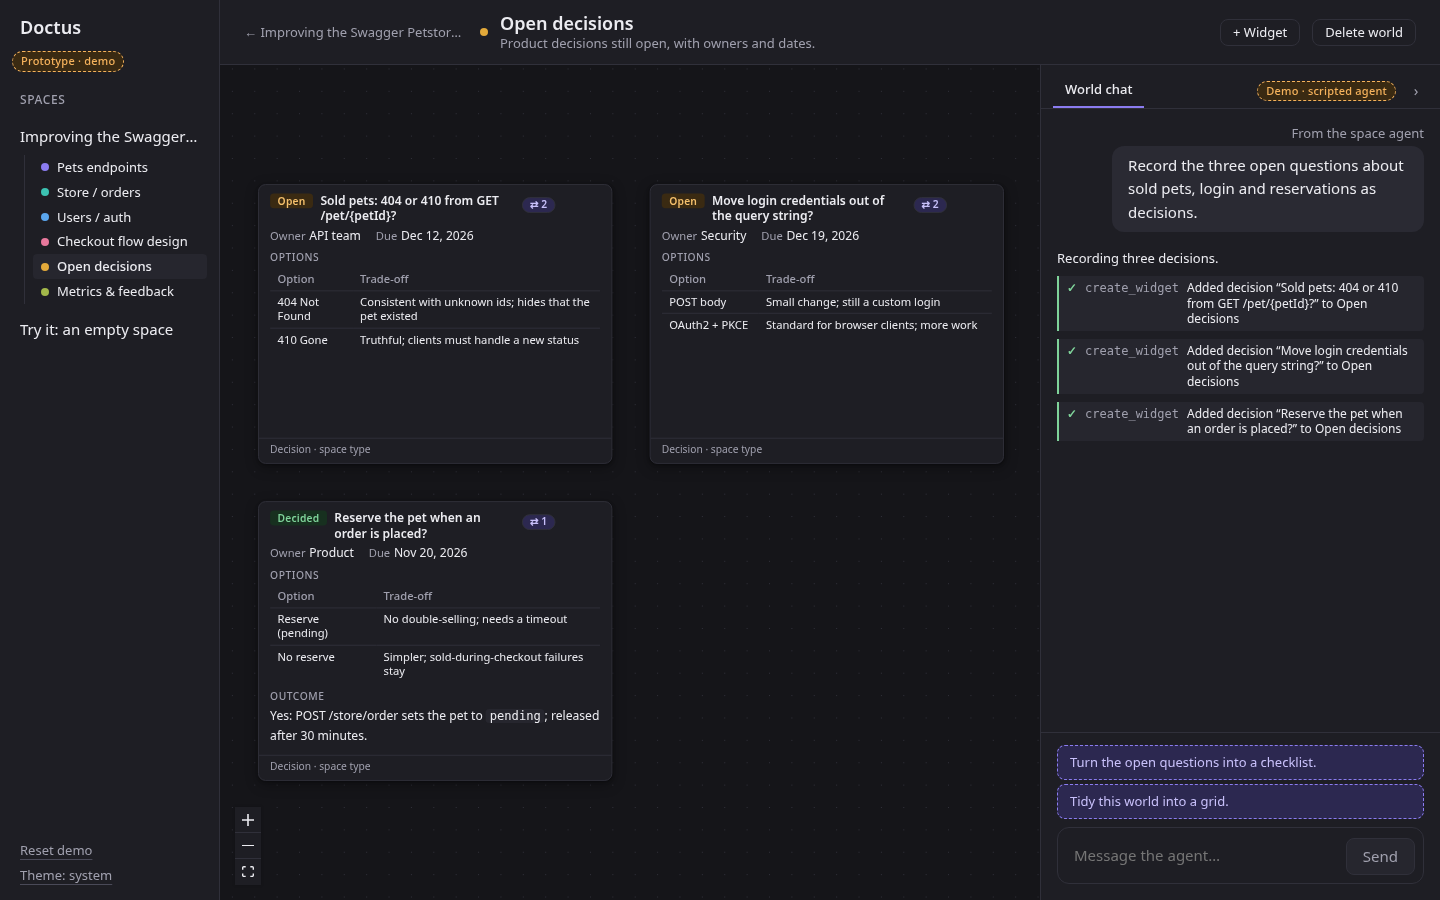 Doctus
Prototype · demo
SPACES
Improving the Swagger...
Pets endpoints
Store / orders
Users / auth
Checkout flow design
Open decisions
Metrics & feedback
Try it: an empty space
Reset demo
Theme: system
← Improving the Swagger Petstor...
Open decisions
Product decisions still open, with owners and dates.
+ Widget
Delete world
Open
Sold pets: 404 or 410 from GET
/pet/{petId}?
⇄ 2
Owner API team Due Dec 12, 2026
OPTIONS
Option Trade-off
404 Not
Found
Consistent with unknown ids; hides that the
pet existed
410 Gone Truthful; clients must handle a new status
Decision · space type
Open
Move login credentials out of
the query string?
⇄ 2
Owner Security Due Dec 19, 2026
OPTIONS
Option Trade-off
POST body Small change; still a custom login
OAuth2 + PKCE Standard for browser clients; more work
Decision · space type
Decided
Reserve the pet when an
order is placed?
⇄ 1
Owner Product Due Nov 20, 2026
OPTIONS
Option Trade-off
Reserve
(pending)
No double-selling; needs a timeout
No reserve
Simpler; sold-during-checkout failures
stay
OUTCOME
Yes: POST /store/order sets the pet to pending; released
after 30 minutes.
Decision · space type
World chat
Demo · scripted agent
›
From the space agent
Record the three open questions about
sold pets, login and reservations as
decisions.
Recording three decisions.
✓ create_widget Added decision “Sold pets: 404 or 410
from GET /pet/{petId}?” to Open
decisions
✓ create_widget Added decision “Move login credentials
out of the query string?” to Open
decisions
✓ create_widget Added decision “Reserve the pet when
an order is placed?” to Open decisions
Turn the open questions into a checklist.
Tidy this world into a grid.
Message the agent...
Send